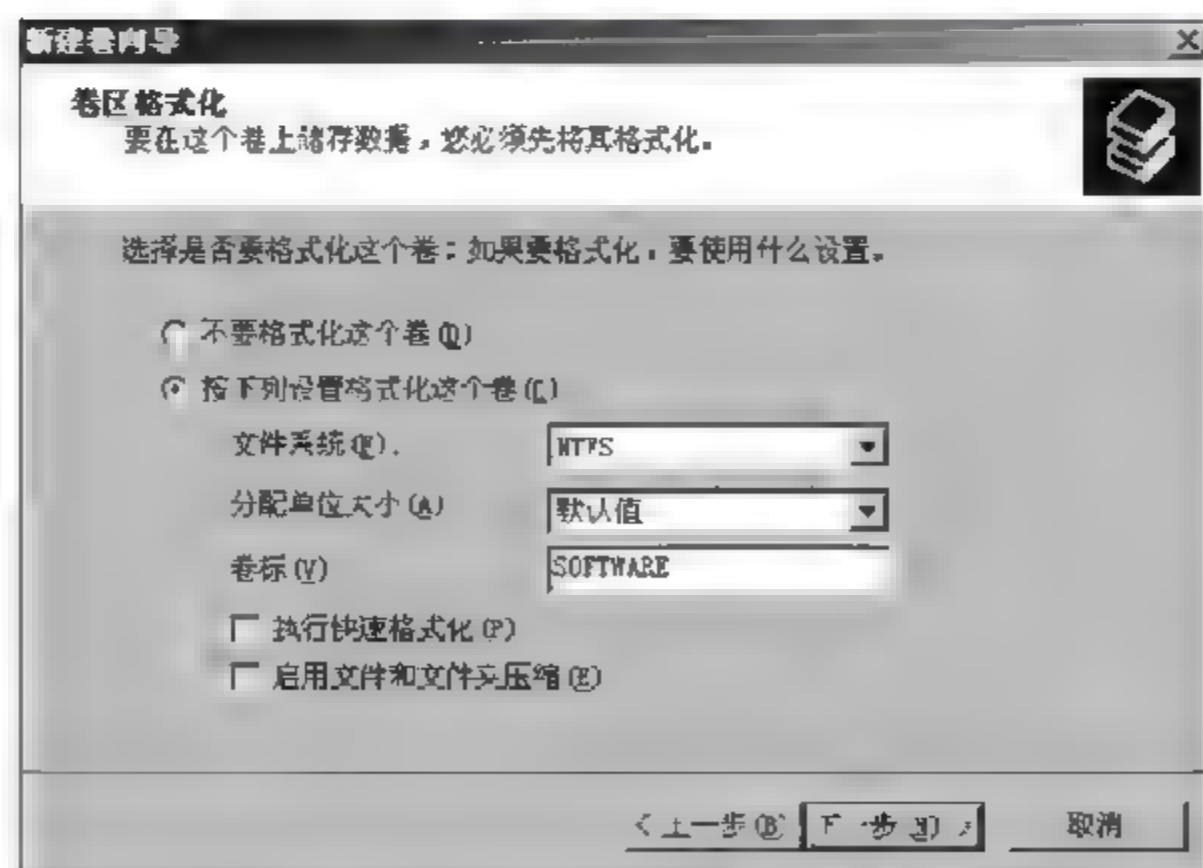 新建卷向导
卷区格式化
要在这个卷上储存数据，您必须先将其格式化。
选择是否要格式化这个卷；如果要格式化，要使用什么设置。
不要格式化这个卷(D)
按下列设置格式化这个卷(L)
文件系统(F).
NTFS
分配单位大小(A)
默认值
卷标(V)
SOFTWARE
执行快速格式化(P)
启用文件和文件夹压缩(E)
< 上一步(B)
下一步(N) >
取消